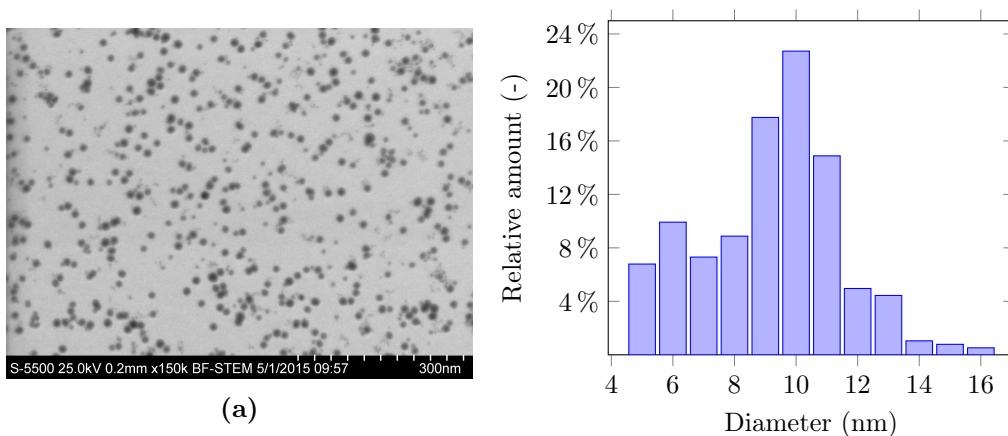 S-5500 25.0kV 0.2mm x150k BF-STEM 5/1/2015 09:57 300nm
(a)
24 %
20 %
16 %
12 %
8 %
4 %
Relative amount (-)
4 6 8 10 12 14 16
Diameter (nm)